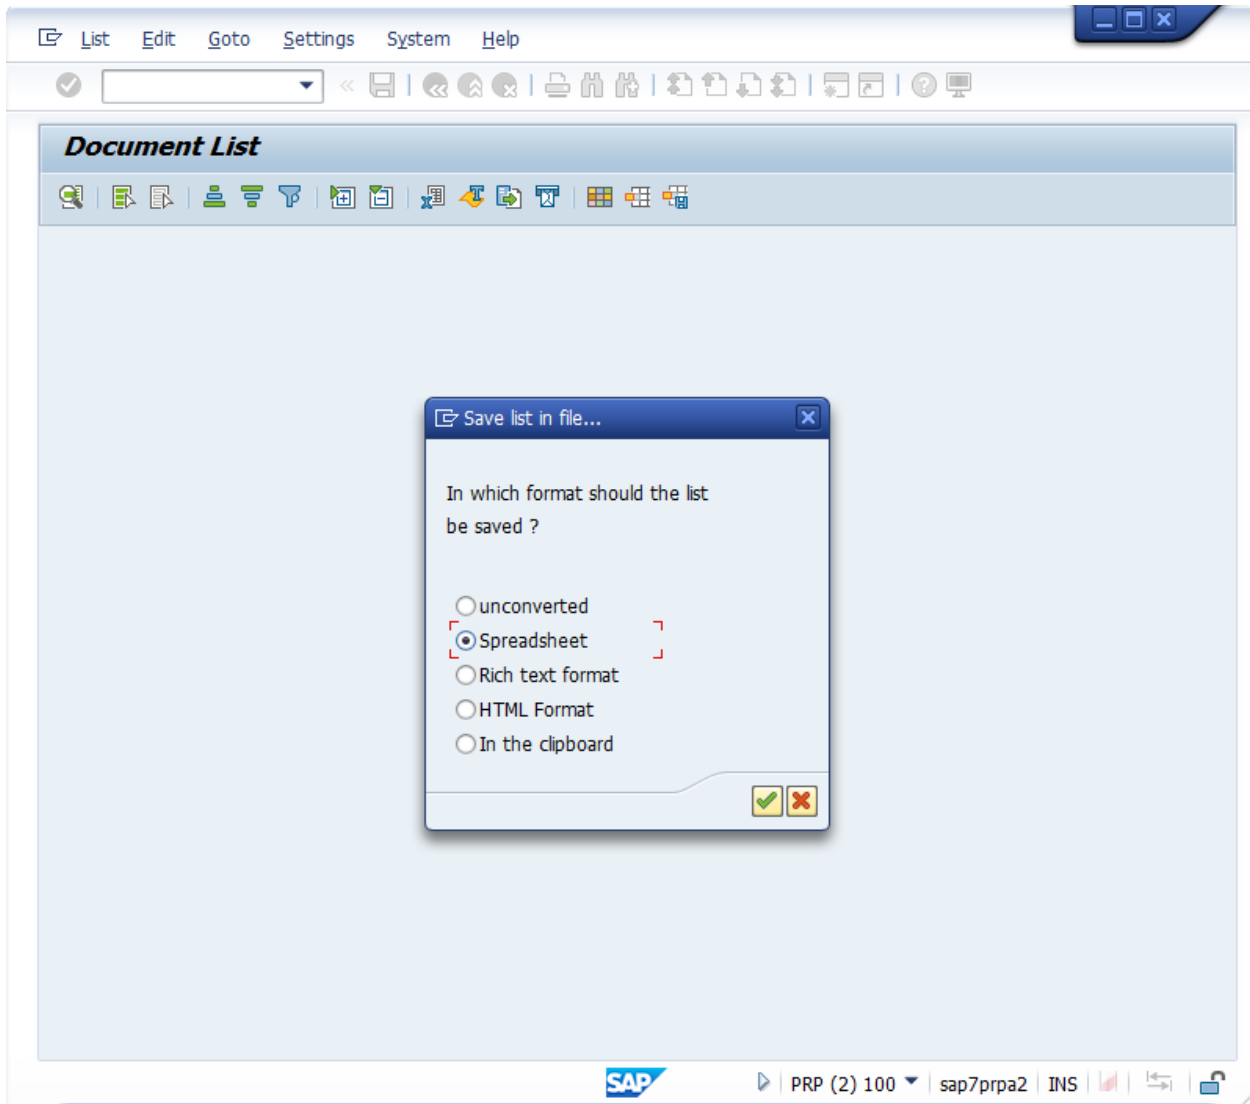 List Edit Goto Settings System Help
Document List
Save list in file...
In which format should the list
be saved ?
unconverted
Spreadsheet
Rich text format
HTML Format
In the clipboard
SAP PRP (2) 100 sap7prpa2 INS